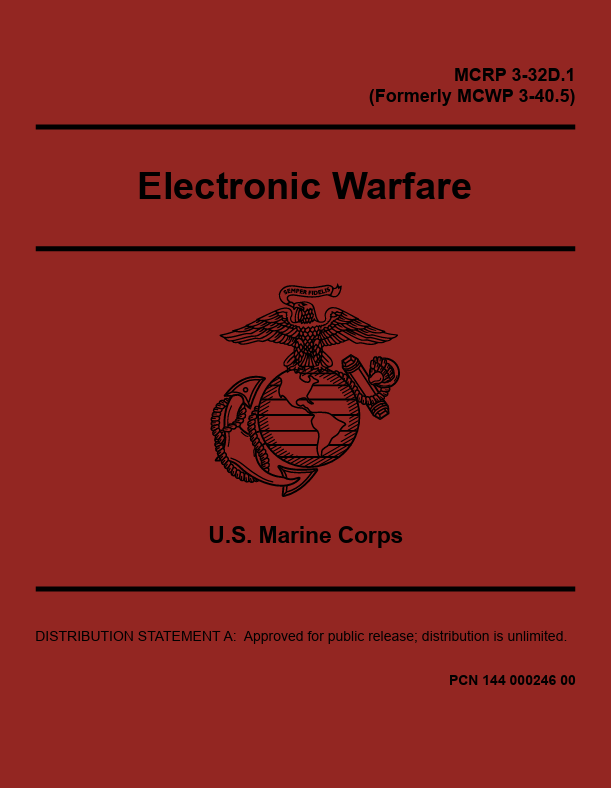 MCRP 3-32D.1
(Formerly MCWP 3-40.5)
Electronic Warfare
SEMPER FIDELIS
U.S. Marine Corps
DISTRIBUTION STATEMENT A:  Approved for public release; distribution is unlimited.
PCN 144 000246 00